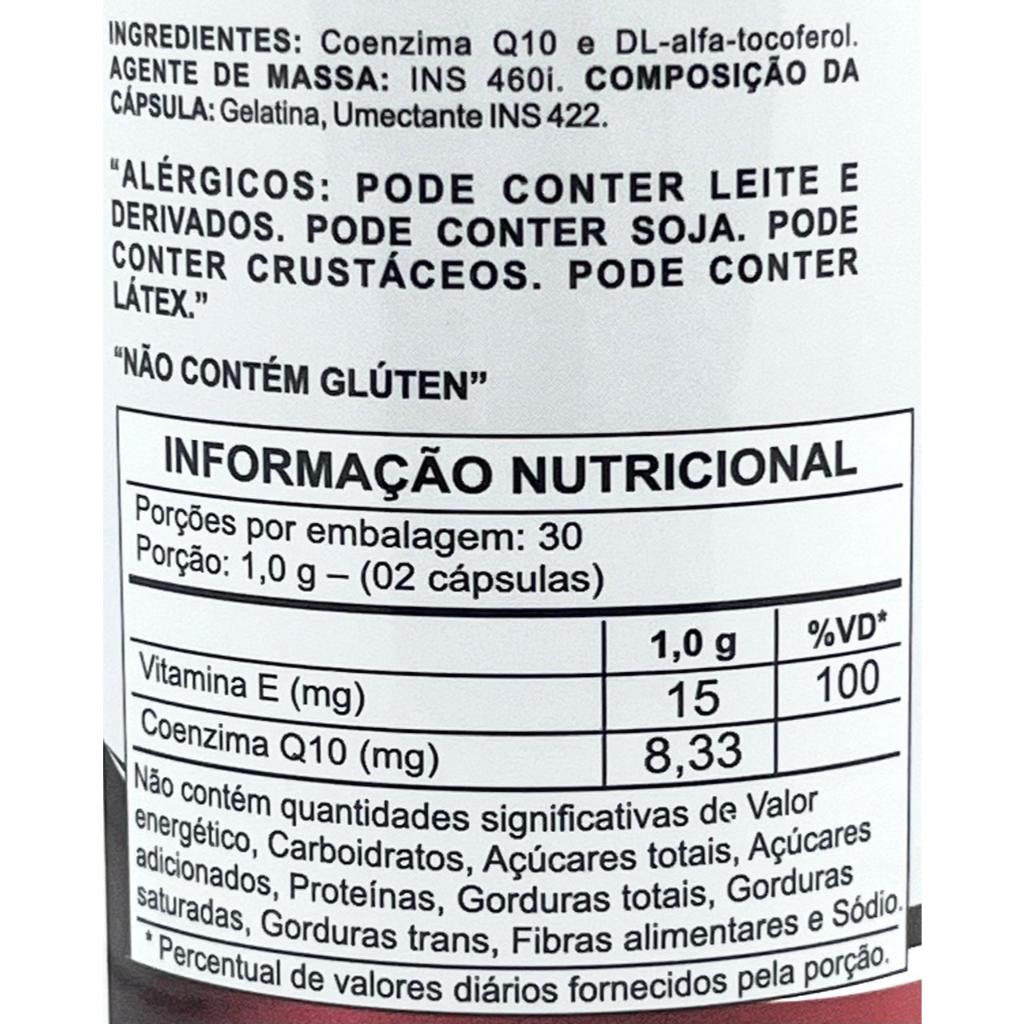 INGREDIENTES: Coenzima Q10 e DL-alfa-tocoferol.
AGENTE DE MASSA: INS 460i. COMPOSIÇÃO DA
CÁPSULA: Gelatina, Umectante INS 422.
“ALÉRGICOS: PODE CONTER LEITE E
DERIVADOS. PODE CONTER SOJA. PODE
CONTER CRUSTÁCEOS. PODE CONTER
LÁTEX.”
“NÃO CONTÉM GLÚTEN”
INFORMAÇÃO NUTRICIONAL
Porções por embalagem: 30
Porção: 1,0 g – (02 cápsulas)
1,0 g %VD*
Vitamina E (mg) 15 100
Coenzima Q10 (mg) 8,33
Não contém quantidades significativas de Valor
energético, Carboidratos, Açúcares totais, Açúcares
adicionados, Proteínas, Gorduras totais, Gorduras
saturadas, Gorduras trans, Fibras alimentares e Sódio.
* Percentual de valores diários fornecidos pela porção.